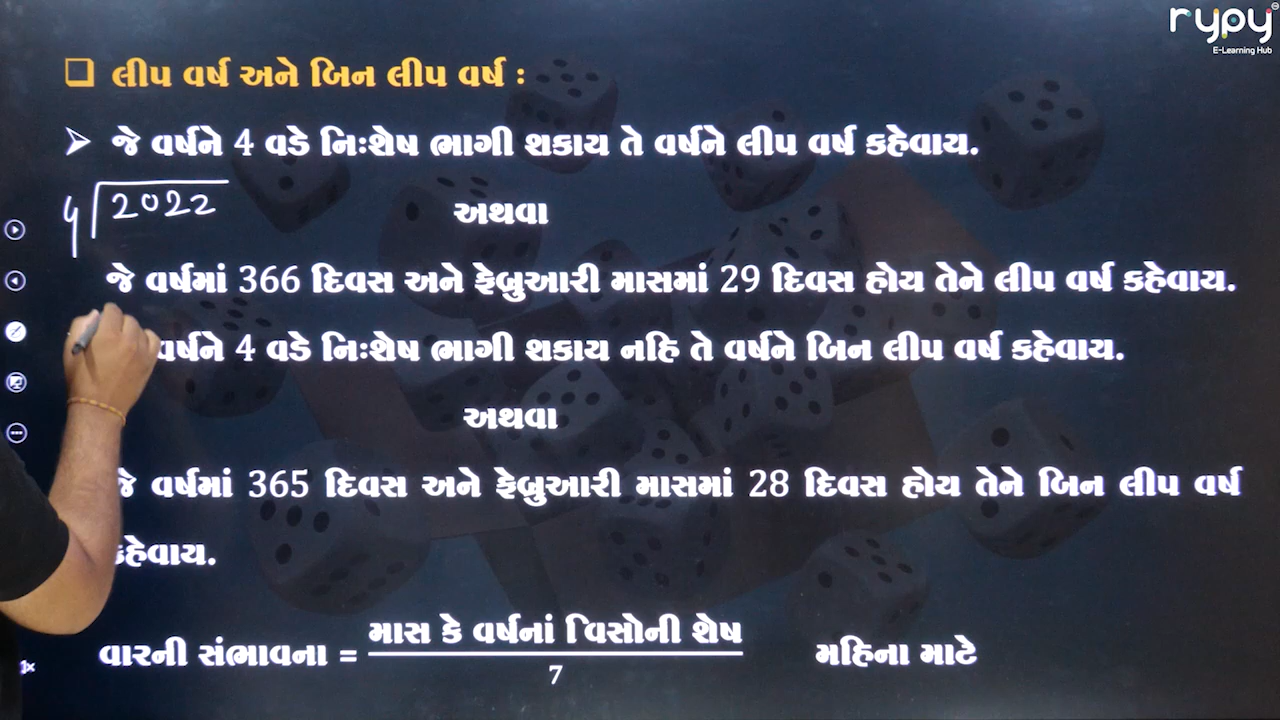 rypy
E-Learning Hub
❑ લીપ વર્ષ અને બિન લીપ વર્ષ :
➢ જે વર્ષને 4 વડે નિઃશેષ ભાગી શકાય તે વર્ષને લીપ વર્ષ કહેવાય.
4 2022
અથવા
જે વર્ષમાં 366 દિવસ અને ફેબ્રુઆરી માસમાં 29 દિવસ હોય તેને લીપ વર્ષ કહેવાય.
વર્ષને 4 વડે નિઃશેષ ભાગી શકાય નહિ તે વર્ષને બિન લીપ વર્ષ કહેવાય.
અથવા
જે વર્ષમાં 365 દિવસ અને ફેબ્રુઆરી માસમાં 28 દિવસ હોય તેને બિન લીપ વર્ષ
કહેવાય.
માસ કે વર્ષનાં વિસોની શેષ
વારની સંભાવના = મહિના માટે
7